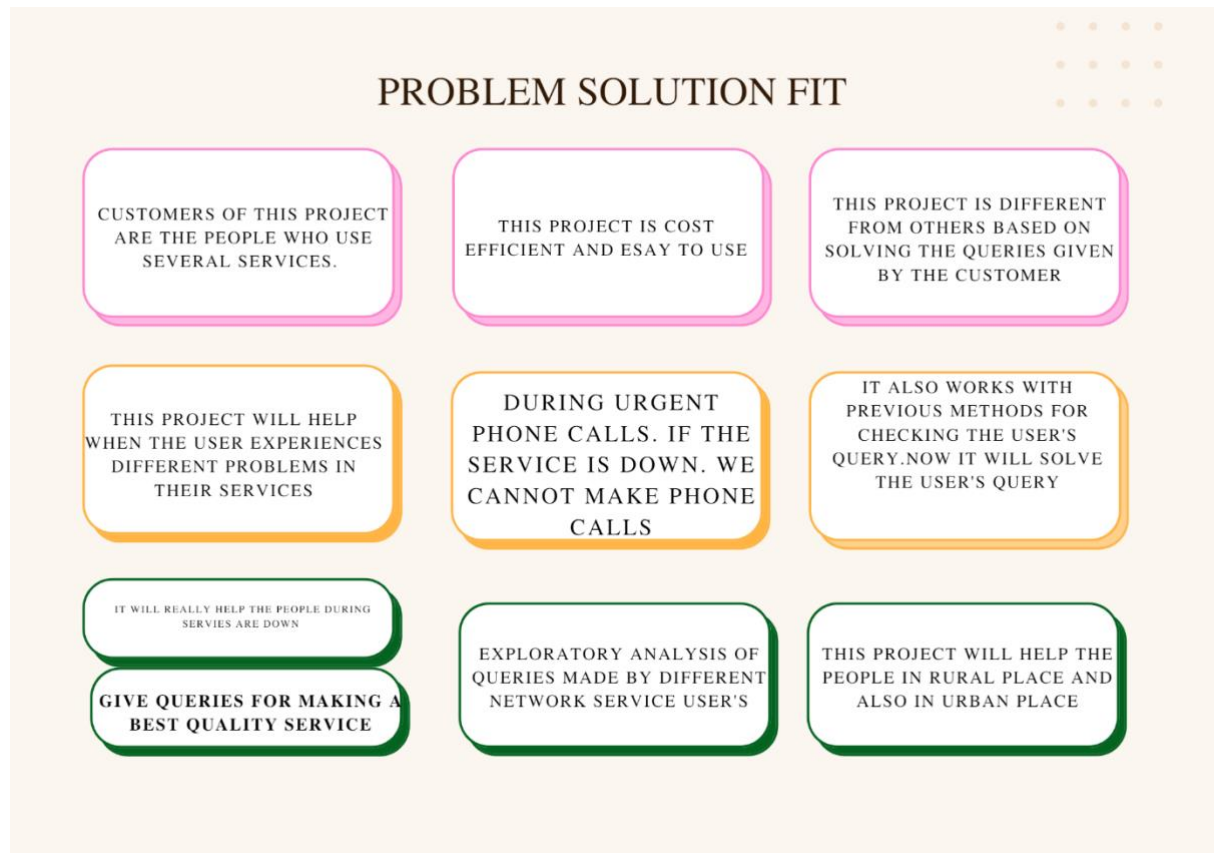 PROBLEM SOLUTION FIT
CUSTOMERS OF THIS PROJECT
ARE THE PEOPLE WHO USE
SEVERAL SERVICES.
THIS PROJECT IS COST
EFFICIENT AND ESAY TO USE
THIS PROJECT IS DIFFERENT
FROM OTHERS BASED ON
SOLVING THE QUERIES GIVEN
BY THE CUSTOMER
THIS PROJECT WILL HELP
WHEN THE USER EXPERIENCES
DIFFERENT PROBLEMS IN
THEIR SERVICES
DURING URGENT
PHONE CALLS. IF THE
SERVICE IS DOWN. WE
CANNOT MAKE PHONE
CALLS
IT ALSO WORKS WITH
PREVIOUS METHODS FOR
CHECKING THE USER'S
QUERY.NOW IT WILL SOLVE
THE USER'S QUERY
IT WILL REALLY HELP THE PEOPLE DURING
SERVIES ARE DOWN
GIVE QUERIES FOR MAKING A
BEST QUALITY SERVICE
EXPLORATORY ANALYSIS OF
QUERIES MADE BY DIFFERENT
NETWORK SERVICE USER'S
THIS PROJECT WILL HELP THE
PEOPLE IN RURAL PLACE AND
ALSO IN URBAN PLACE